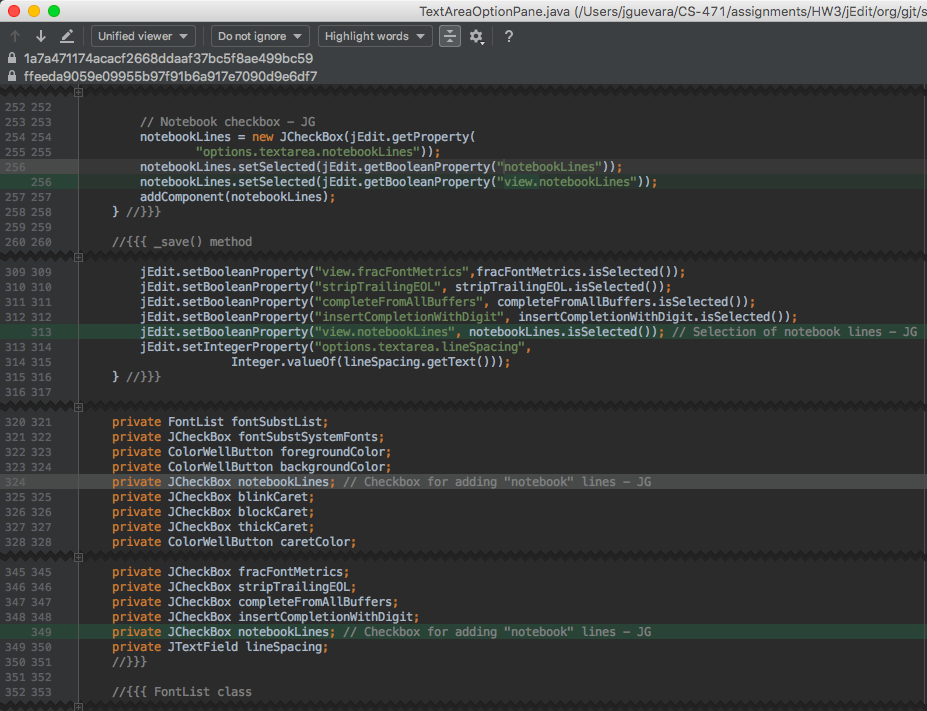 TextAreaOptionPane.java (/Users/jguevara/CS-471/assignments/HW3/jEdit/org/gjt/s
Unified viewer Do not ignore Highlight words ?
1a7a471174acacf2668ddaaf37bc5f8ae499bc59
ffeeda9059e09955b97f91b6a917e7090d9e6df7
252 252
253 253 // Notebook checkbox – JG
254 254 notebookLines = new JCheckBox(jEdit.getProperty(
255 255 "options.textarea.notebookLines"));
256 notebookLines.setSelected(jEdit.getBooleanProperty("notebookLines"));
256 notebookLines.setSelected(jEdit.getBooleanProperty("view.notebookLines"));
257 257 addComponent(notebookLines);
258 258 } //}}}
259 259
260 260 //{{{ _save() method
309 309 jEdit.setBooleanProperty("view.fracFontMetrics",fracFontMetrics.isSelected());
310 310 jEdit.setBooleanProperty("stripTrailingEOL", stripTrailingEOL.isSelected());
311 311 jEdit.setBooleanProperty("completeFromAllBuffers", completeFromAllBuffers.isSelected());
312 312 jEdit.setBooleanProperty("insertCompletionWithDigit", insertCompletionWithDigit.isSelected());
313 jEdit.setBooleanProperty("view.notebookLines", notebookLines.isSelected()); // Selection of notebook lines – JG
313 314 jEdit.setIntegerProperty("options.textarea.lineSpacing",
314 315 Integer.valueOf(lineSpacing.getText()));
315 316 } //}}}
316 317
320 321 private FontList fontSubstList;
321 322 private JCheckBox fontSubstSystemFonts;
322 323 private ColorWellButton foregroundColor;
323 324 private ColorWellButton backgroundColor;
324 private JCheckBox notebookLines; // Checkbox for adding "notebook" lines – JG
325 325 private JCheckBox blinkCaret;
326 326 private JCheckBox blockCaret;
327 327 private JCheckBox thickCaret;
328 328 private ColorWellButton caretColor;
345 345 private JCheckBox fracFontMetrics;
346 346 private JCheckBox stripTrailingEOL;
347 347 private JCheckBox completeFromAllBuffers;
348 348 private JCheckBox insertCompletionWithDigit;
349 private JCheckBox notebookLines; // Checkbox for adding "notebook" lines – JG
349 350 private JTextField lineSpacing;
350 351 //}}}
351 352
352 353 //{{{ FontList class